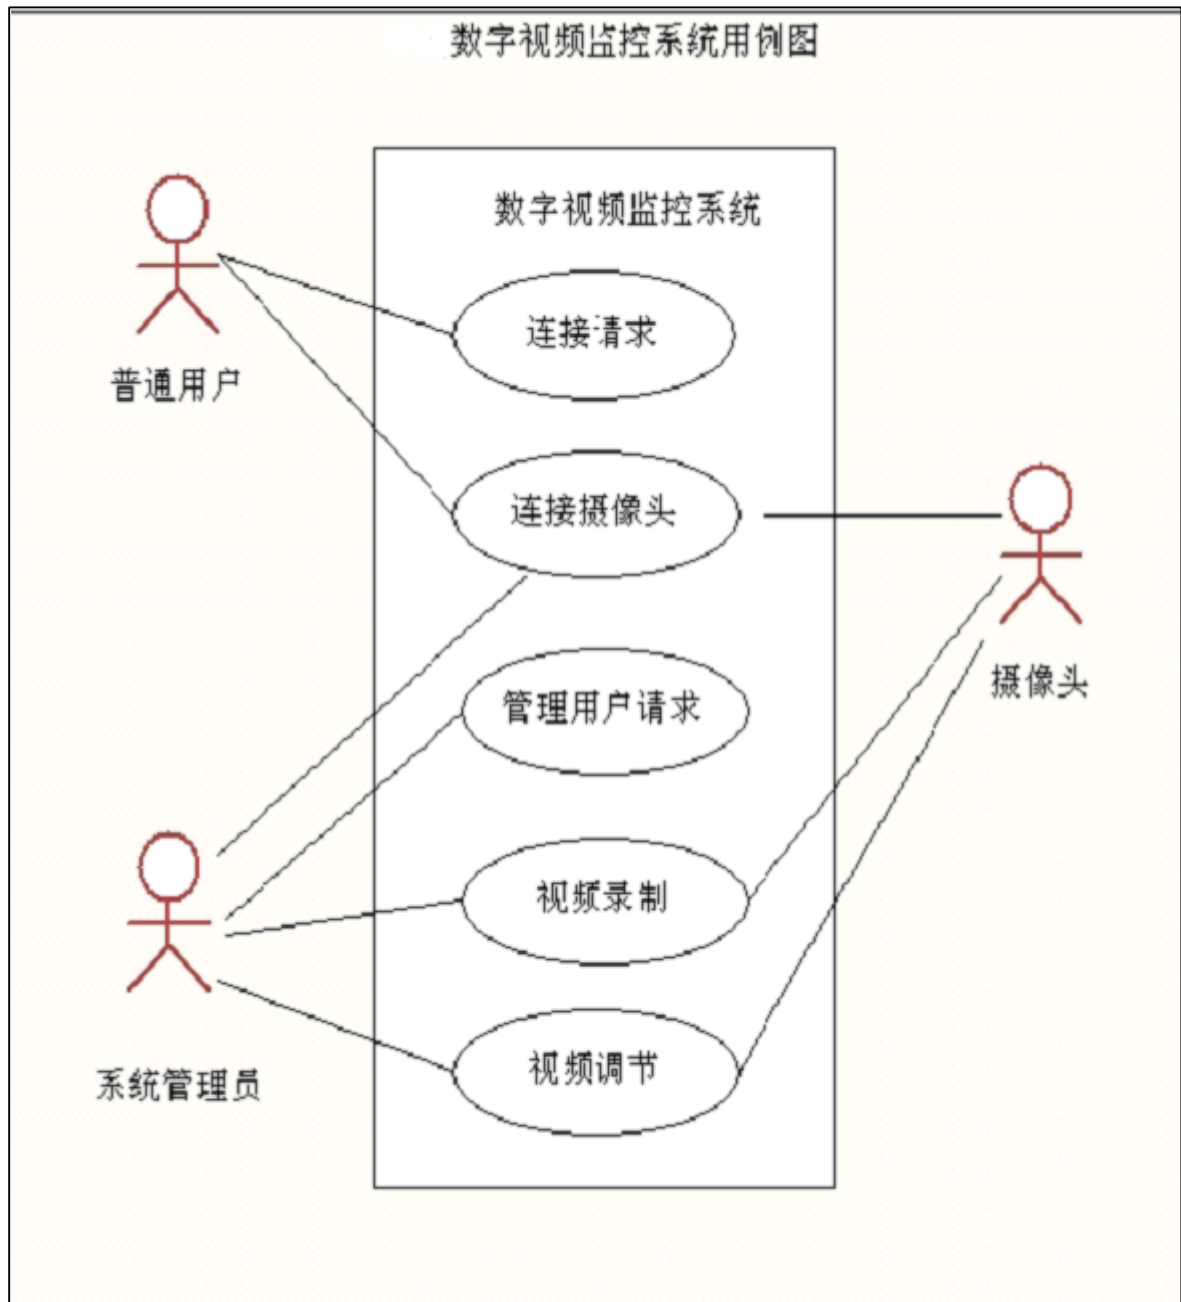 数字视频监控系统用例图
数字视频监控系统
连接请求
普通用户
连接摄像头
摄像头
管理用户请求
视频录制
视频调节
系统管理员